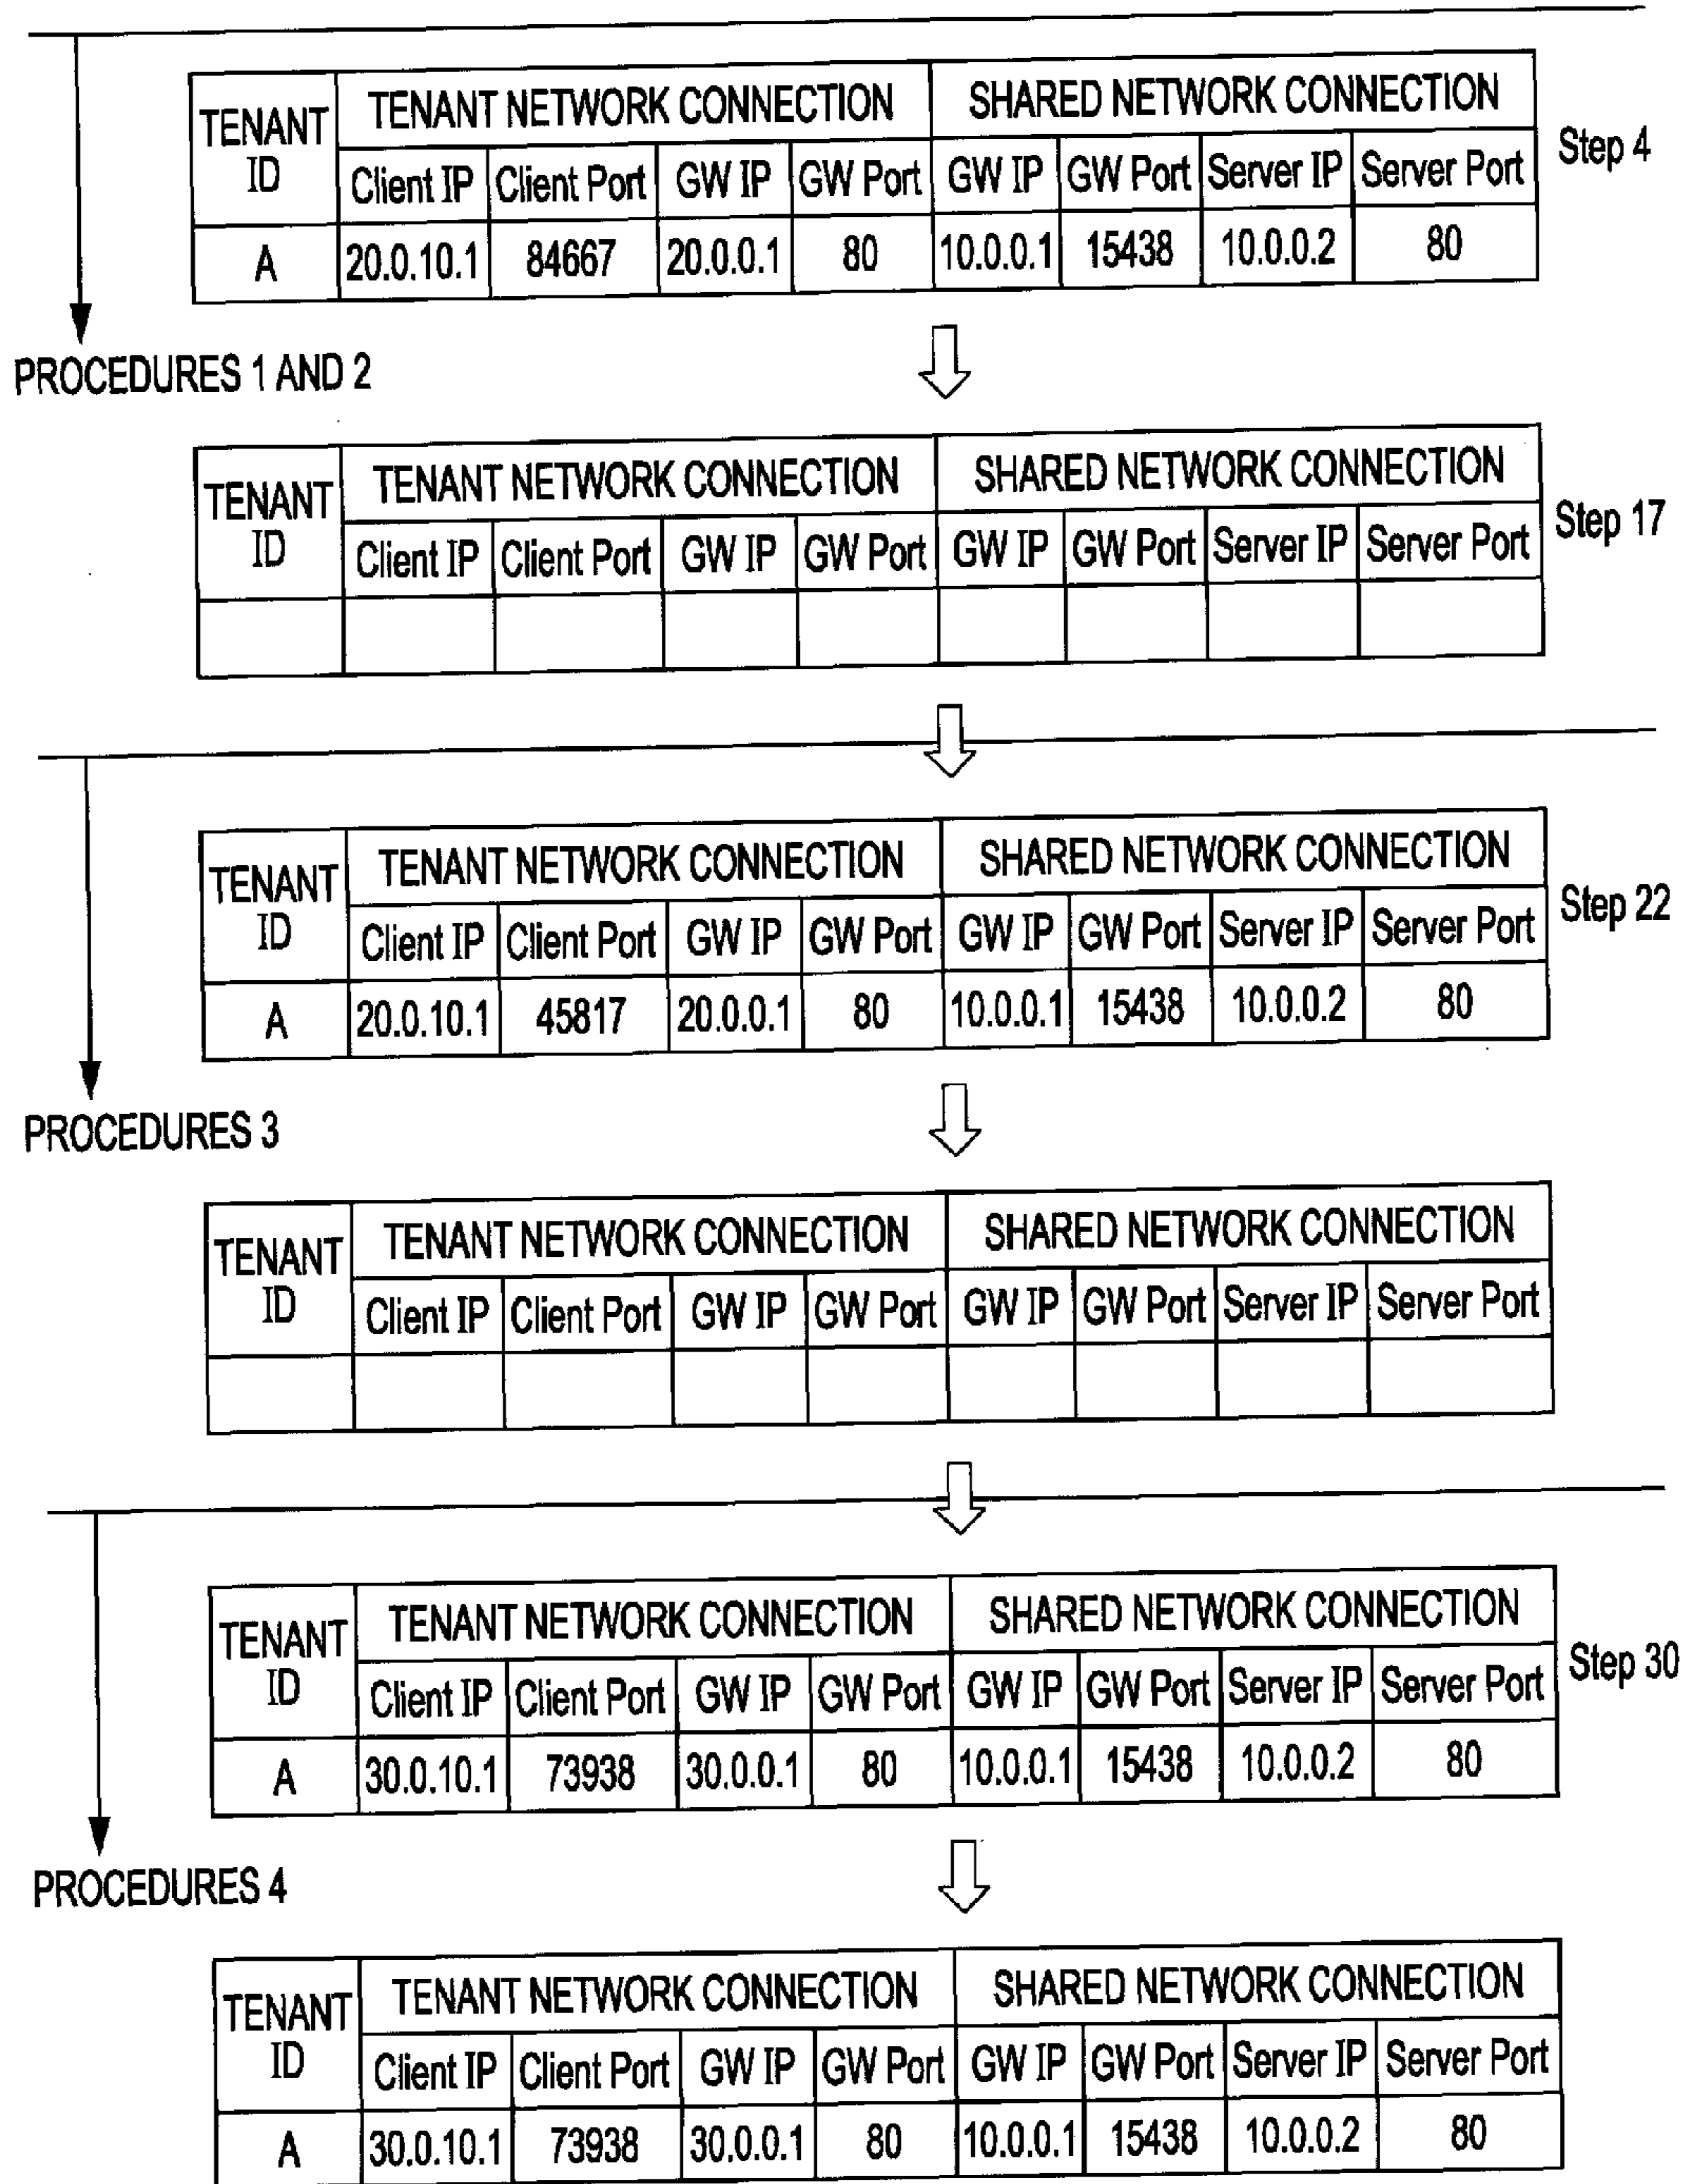 TENANT ID | TENANT NETWORK CONNECTION | SHARED NETWORK CONNECTION
Client IP | Client Port | GW IP | GW Port | GW IP | GW Port | Server IP | Server Port
A | 20.0.10.1 | 84667 | 20.0.0.1 | 80 | 10.0.0.1 | 15438 | 10.0.0.2 | 80
Step 4
PROCEDURES 1 AND 2
TENANT ID | TENANT NETWORK CONNECTION | SHARED NETWORK CONNECTION
Client IP | Client Port | GW IP | GW Port | GW IP | GW Port | Server IP | Server Port
Step 17
TENANT ID | TENANT NETWORK CONNECTION | SHARED NETWORK CONNECTION
Client IP | Client Port | GW IP | GW Port | GW IP | GW Port | Server IP | Server Port
A | 20.0.10.1 | 45817 | 20.0.0.1 | 80 | 10.0.0.1 | 15438 | 10.0.0.2 | 80
Step 22
PROCEDURES 3
TENANT ID | TENANT NETWORK CONNECTION | SHARED NETWORK CONNECTION
Client IP | Client Port | GW IP | GW Port | GW IP | GW Port | Server IP | Server Port
TENANT ID | TENANT NETWORK CONNECTION | SHARED NETWORK CONNECTION
Client IP | Client Port | GW IP | GW Port | GW IP | GW Port | Server IP | Server Port
A | 30.0.10.1 | 73938 | 30.0.0.1 | 80 | 10.0.0.1 | 15438 | 10.0.0.2 | 80
Step 30
PROCEDURES 4
TENANT ID | TENANT NETWORK CONNECTION | SHARED NETWORK CONNECTION
Client IP | Client Port | GW IP | GW Port | GW IP | GW Port | Server IP | Server Port
A | 30.0.10.1 | 73938 | 30.0.0.1 | 80 | 10.0.0.1 | 15438 | 10.0.0.2 | 80